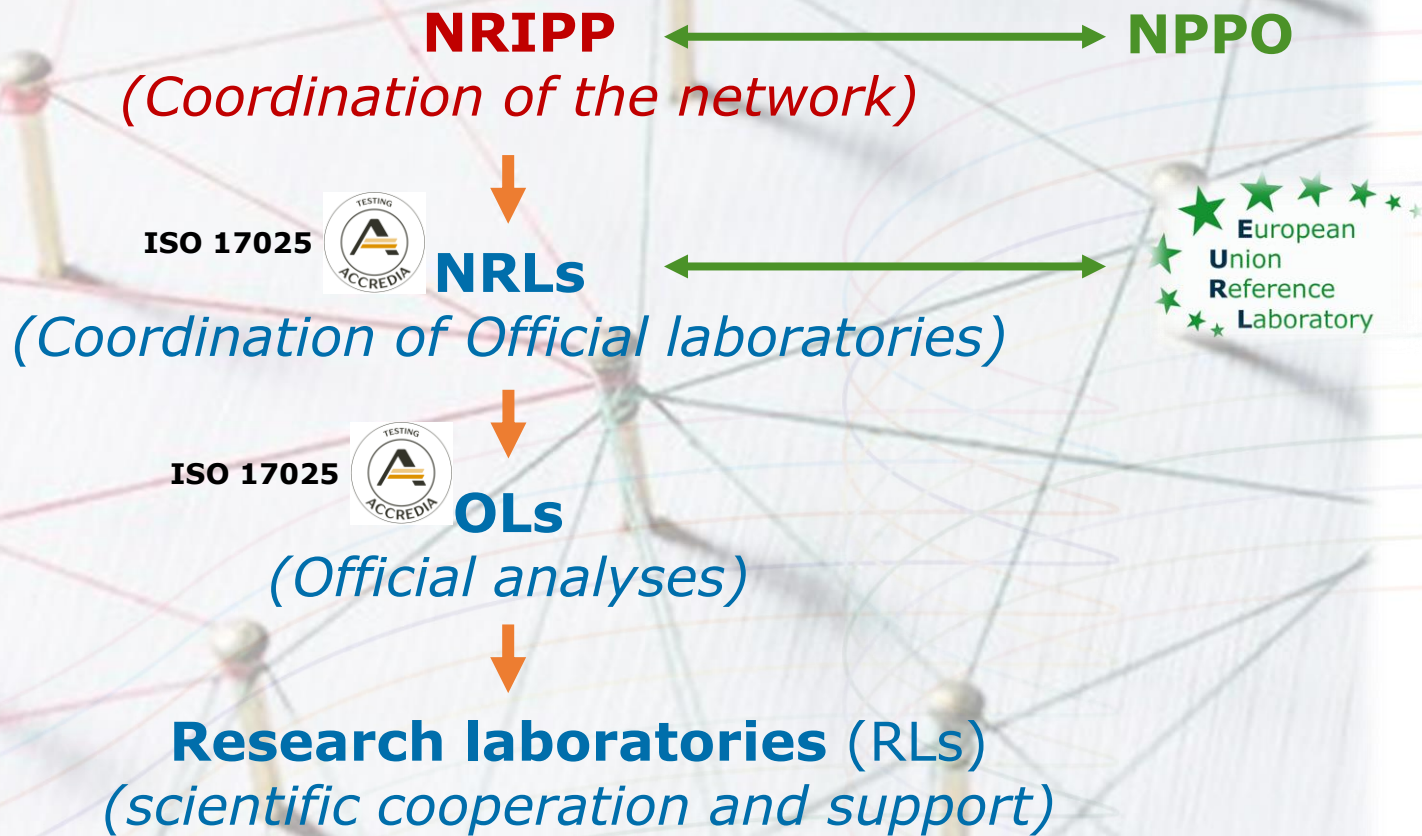 NRIPP
NPPO
(Coordination of the network)
ISO 17025
TESTING
ACCREDIA
NRLs
European
Union
Reference
Laboratory
(Coordination of Official laboratories)
ISO 17025
TESTING
ACCREDIA
OLs
(Official analyses)
Research laboratories (RLs)
(scientific cooperation and support)